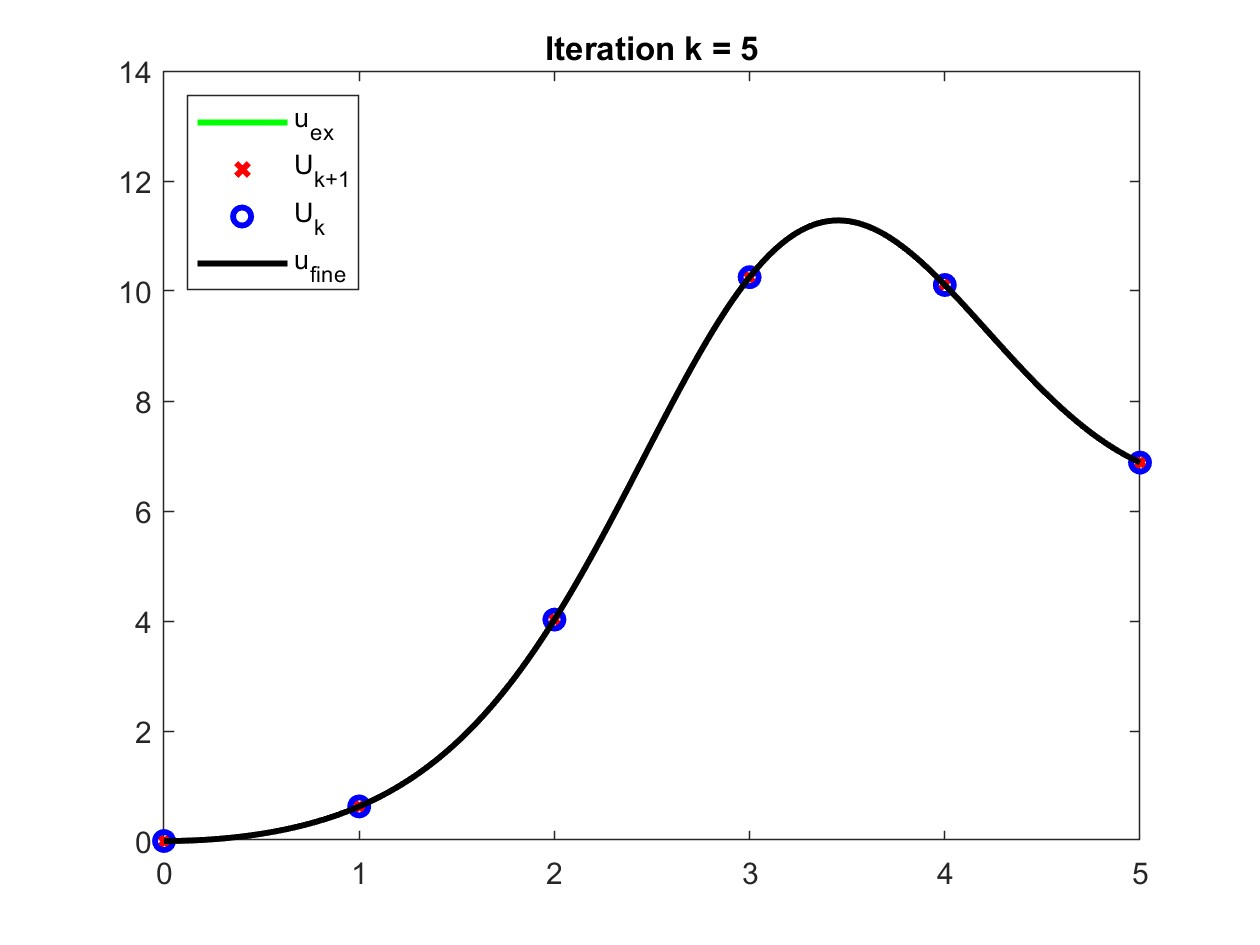 Iteration k = 5
14
12
10
8
6
4
2
0
u_ex
U_k+1
U_k
u_fine
0 1 2 3 4 5